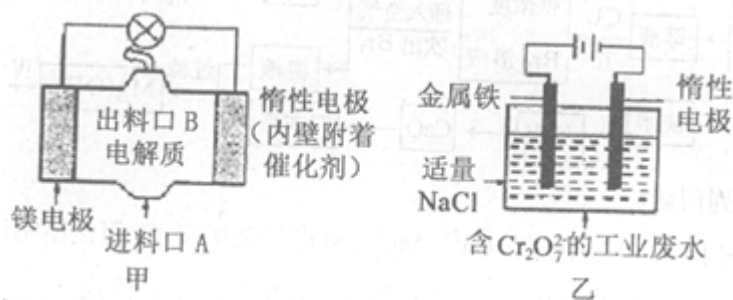 出料口 B
电解质
惰性电极
(内壁附着
催化剂)
镁电极
进料口 A
甲
金属铁
惰性
电极
适量
NaCl
含Cr₂O₇²⁻的工业废水
乙